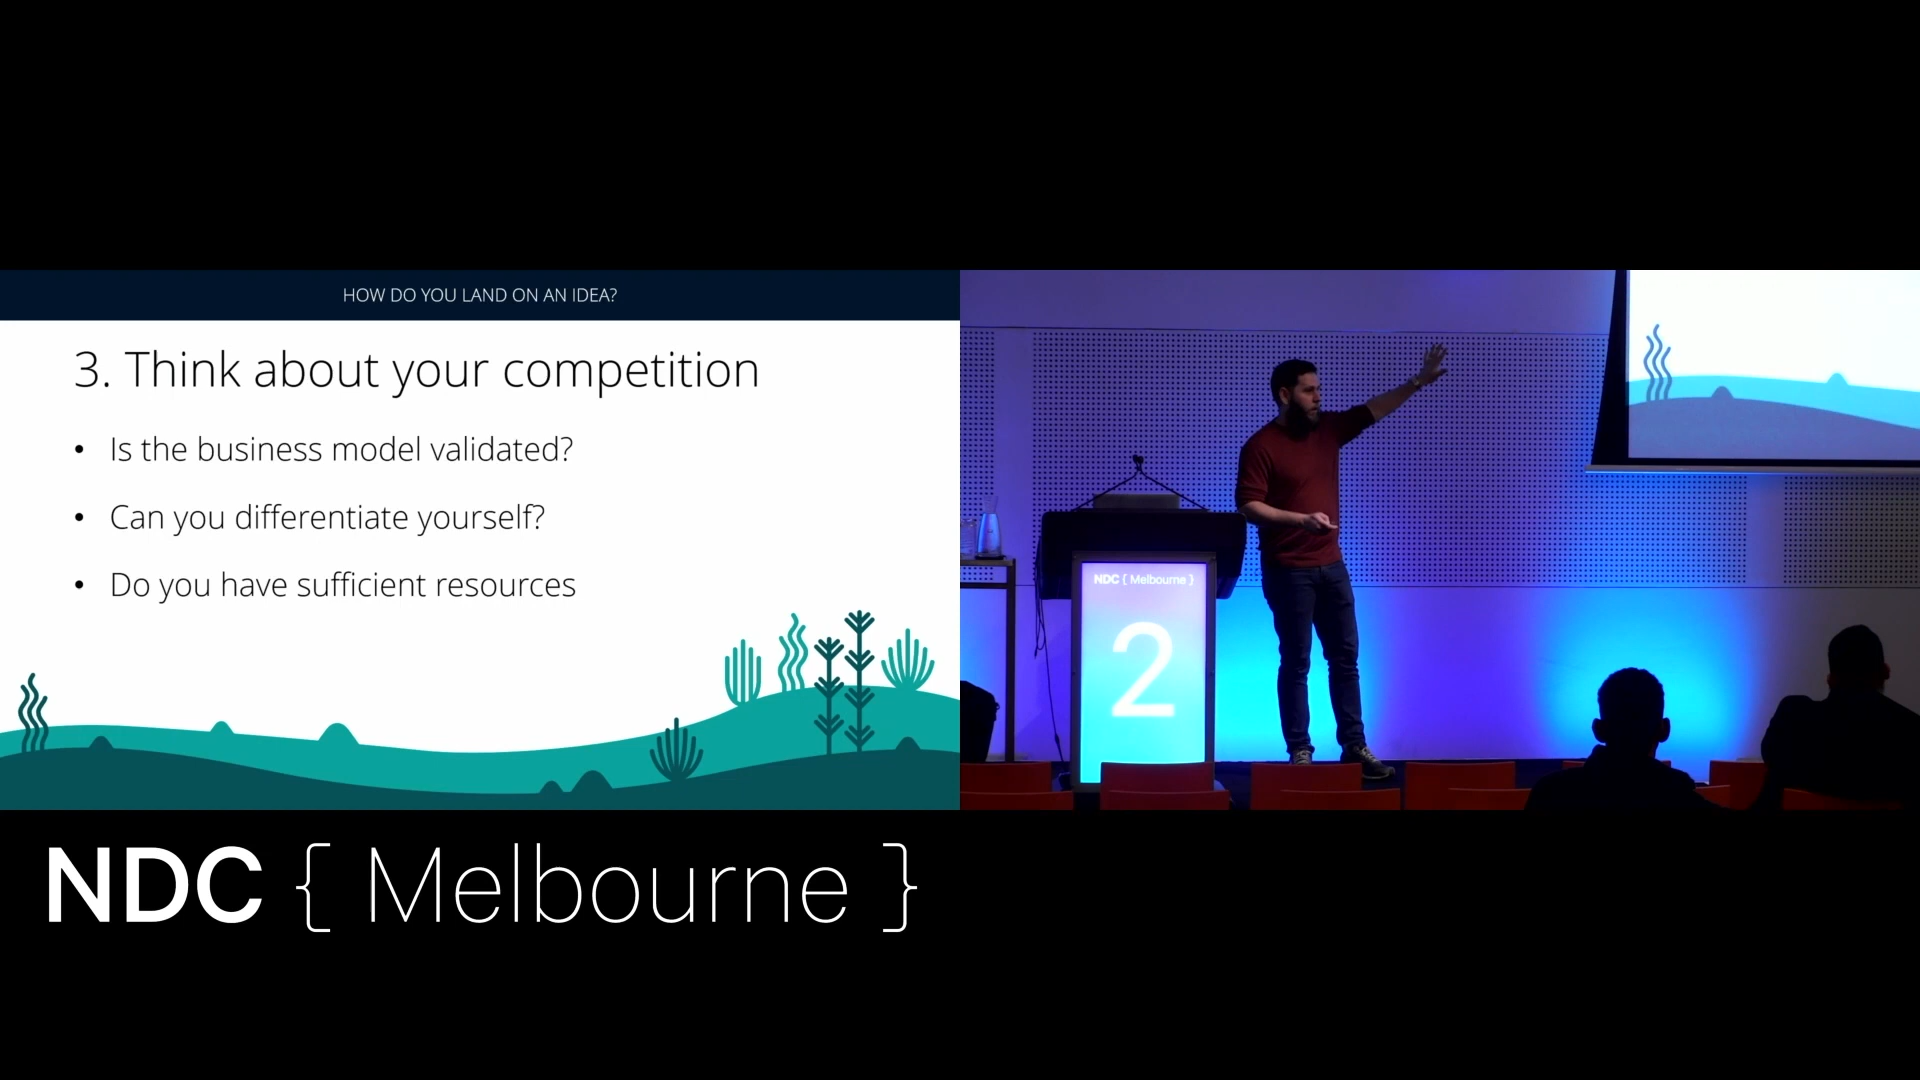 HOW DO YOU LAND ON AN IDEA?
3. Think about your competition
• Is the business model validated?
• Can you differentiate yourself?
• Do you have sufficient resources
NDC { Melbourne }
2
NDC { Melbourne }